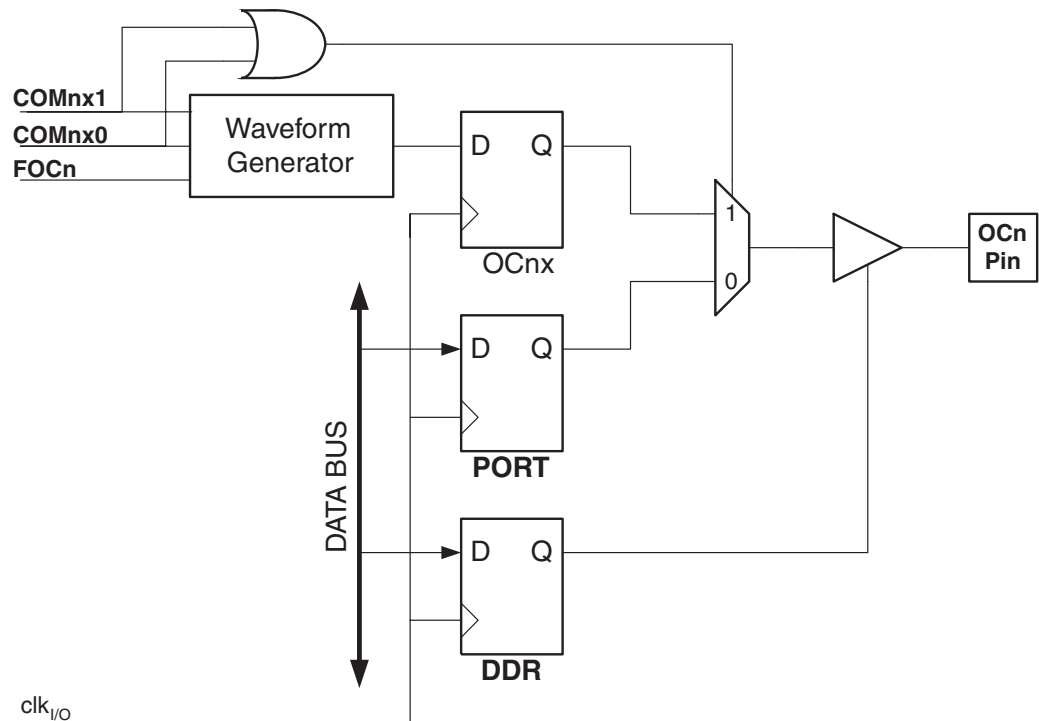 COMnx1
COMnx0
FOCn
Waveform
Generator
D Q
OCnx
1
0
OCn
Pin
D Q
PORT
DATA BUS
D Q
DDR
clkI/O